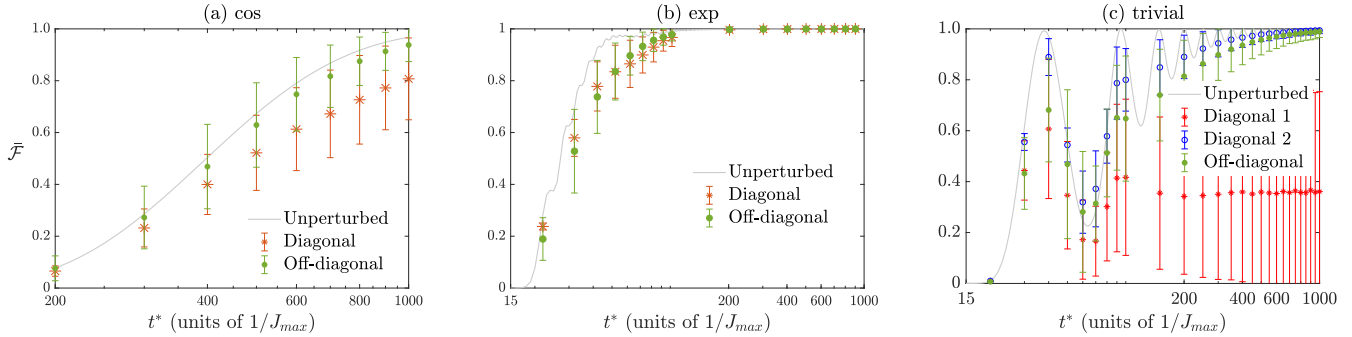 (a) cos
1
0.8
0.6
0.4
0.2
0
𝓕̄
Unperturbed
Diagonal
Off-diagonal
200
400
600
800
1000
t* (units of 1/J_max)
(b) exp
1
0.8
0.6
0.4
0.2
0
Unperturbed
Diagonal
Off-diagonal
15
200
400
600
1000
t* (units of 1/J_max)
(c) trivial
1
0.8
0.6
0.4
0.2
0
Unperturbed
Diagonal 1
Diagonal 2
Off-diagonal
15
200
400
600
1000
t* (units of 1/J_max)